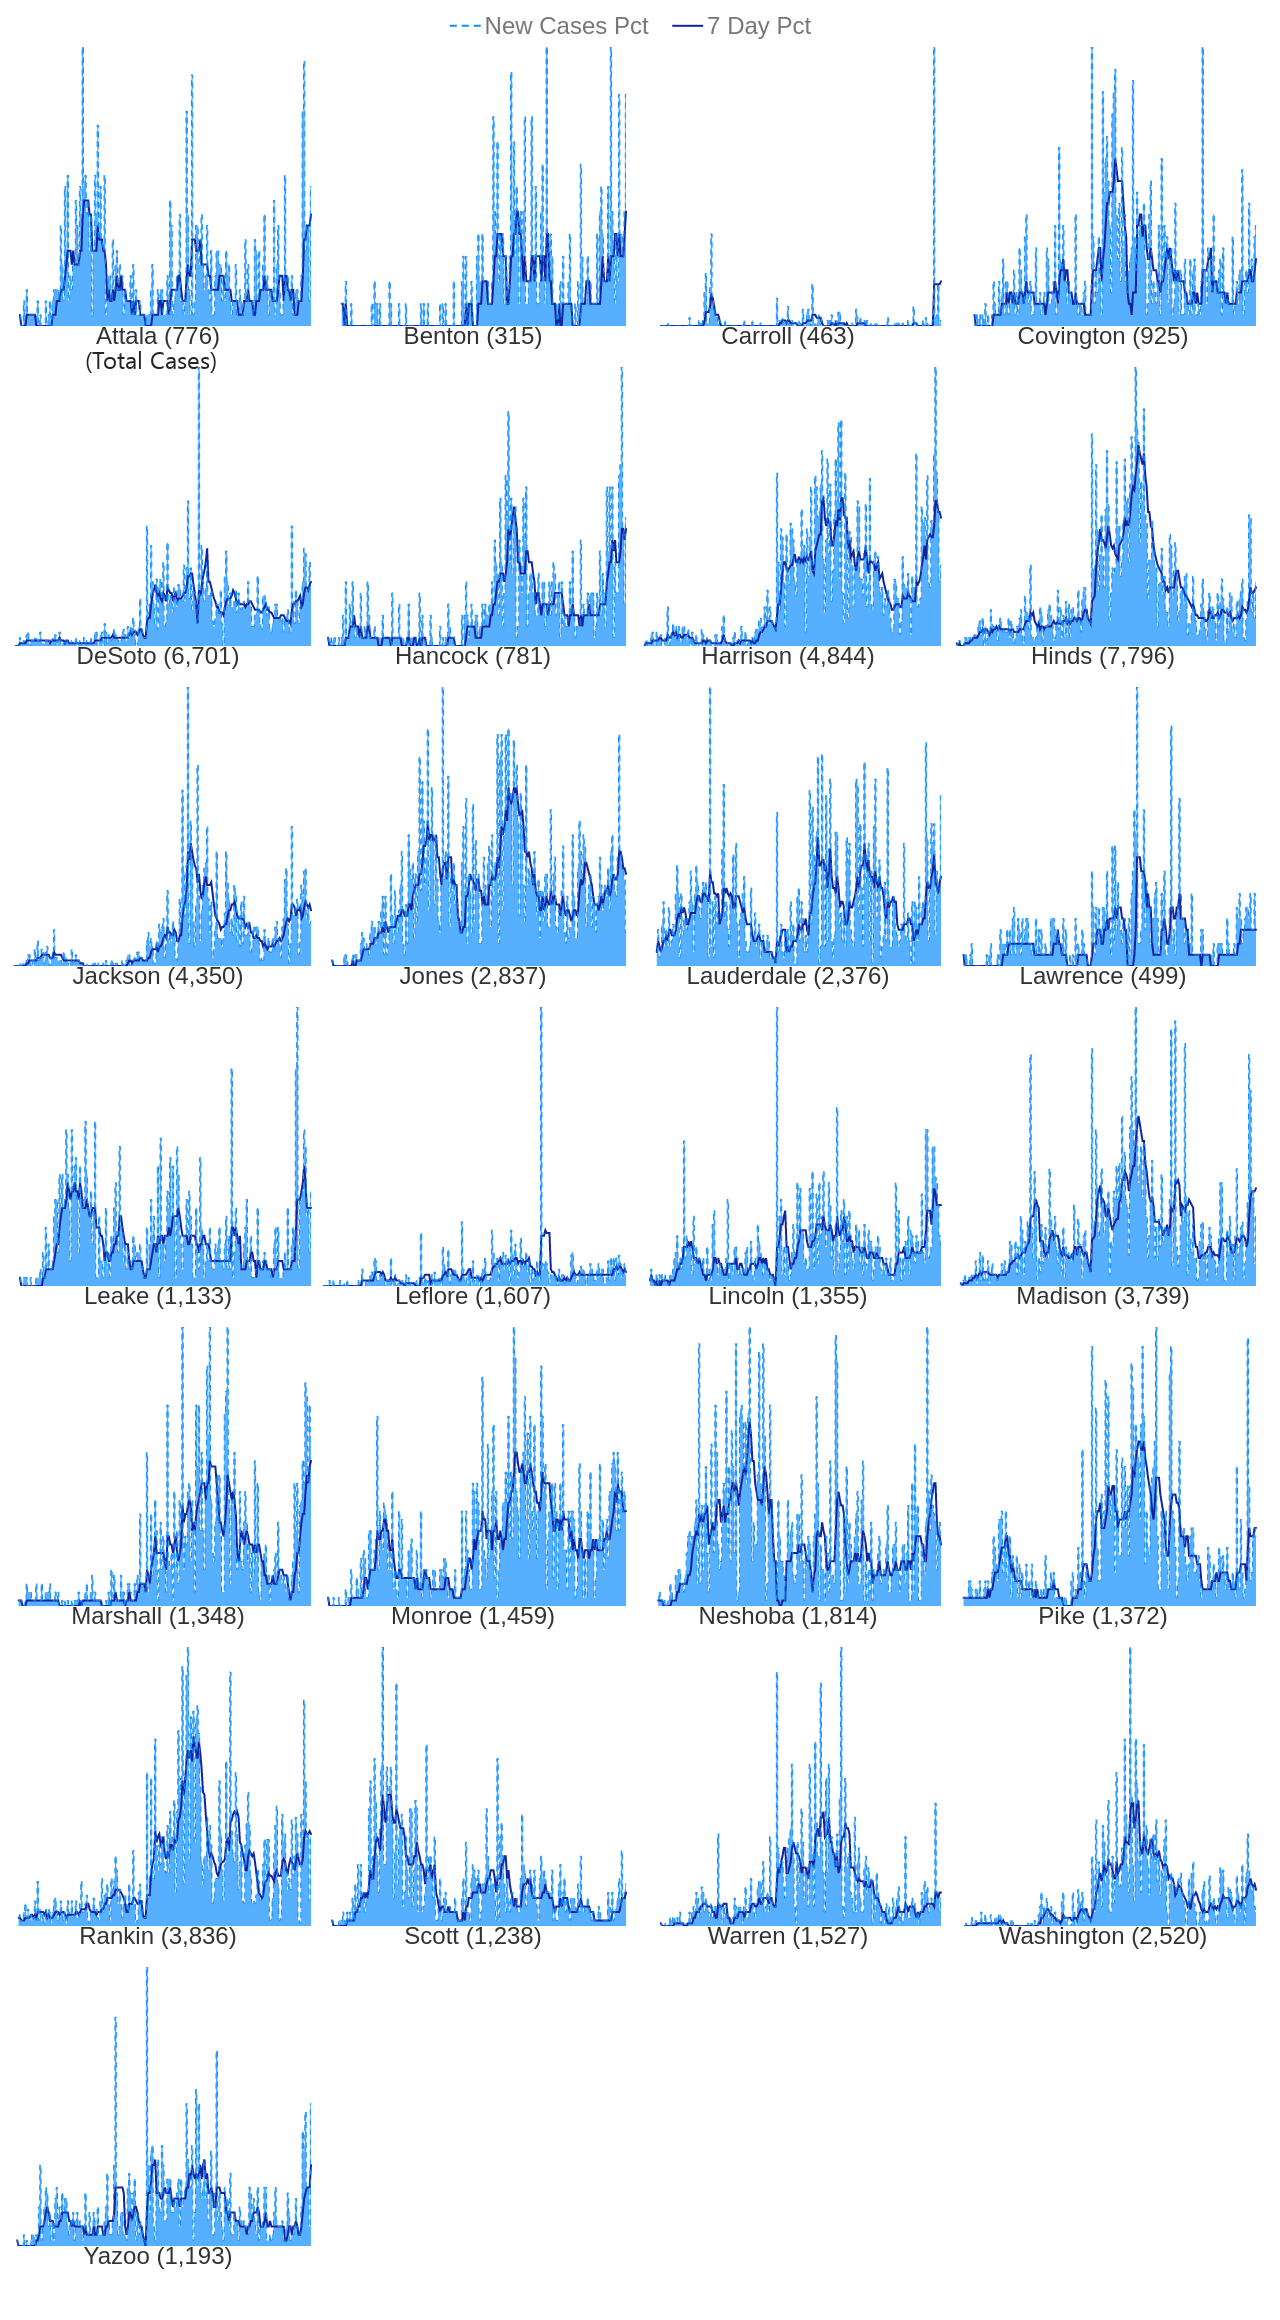 New Cases Pct 7 Day Pct
Attala (776) Benton (315) Carroll (463) Covington (925)
(Total Cases)
DeSoto (6,701) Hancock (781) Harrison (4,844) Hinds (7,796)
Jackson (4,350) Jones (2,837) Lauderdale (2,376) Lawrence (499)
Leake (1,133) Leflore (1,607) Lincoln (1,355) Madison (3,739)
Marshall (1,348) Monroe (1,459) Neshoba (1,814) Pike (1,372)
Rankin (3,836) Scott (1,238) Warren (1,527) Washington (2,520)
Yazoo (1,193)